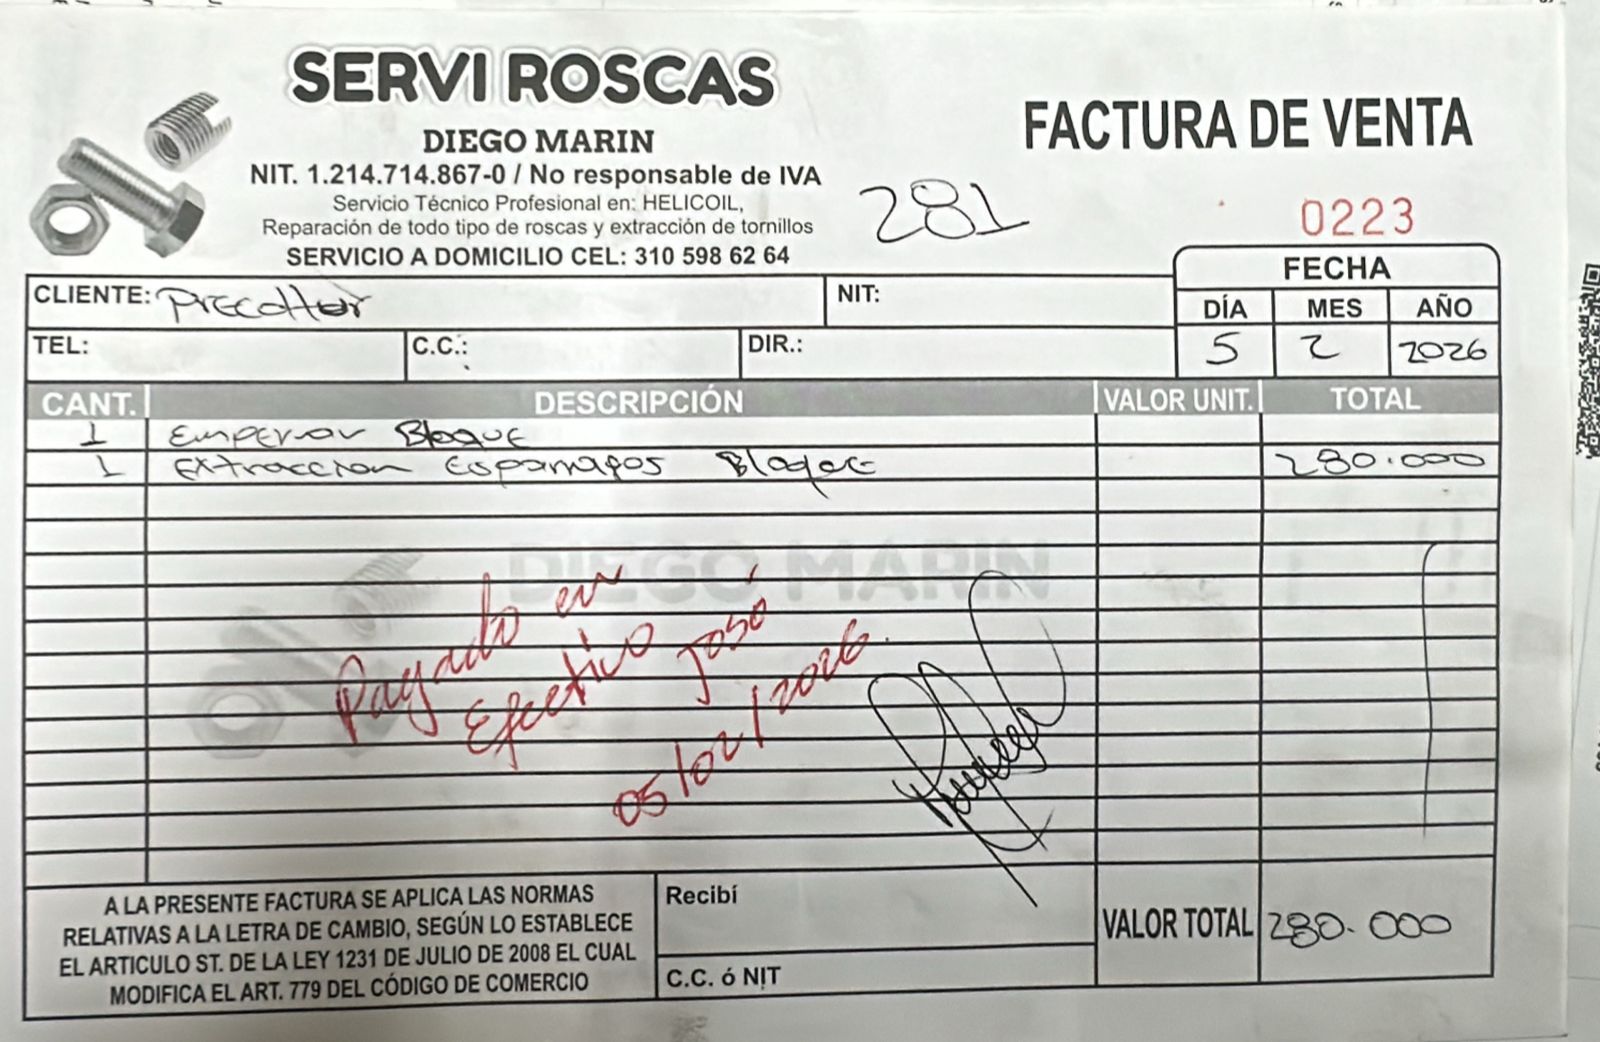 SERVI ROSCAS
DIEGO MARIN
NIT. 1.214.714.867-0 / No responsable de IVA
Servicio Técnico Profesional en: HELICOIL,
Reparación de todo tipo de roscas y extracción de tornillos
SERVICIO A DOMICILIO CEL: 310 598 62 64
281
FACTURA DE VENTA
0223
FECHA
DÍA MES AÑO
5 2 2026
CLIENTE: NIT:
TEL: C.C.: DIR.:
CANT. DESCRIPCIÓN VALOR UNIT. TOTAL
1 Bloque
1 Extraccion Esparragos Bloque 280.000
DIEGO MARIN
Pagado en
Efectivo José
05/02/2026.
A LA PRESENTE FACTURA SE APLICA LAS NORMAS
RELATIVAS A LA LETRA DE CAMBIO, SEGÚN LO ESTABLECE
EL ARTICULO ST. DE LA LEY 1231 DE JULIO DE 2008 EL CUAL
MODIFICA EL ART. 779 DEL CÓDIGO DE COMERCIO
Recibí
C.C. ó NIT
VALOR TOTAL 280.000